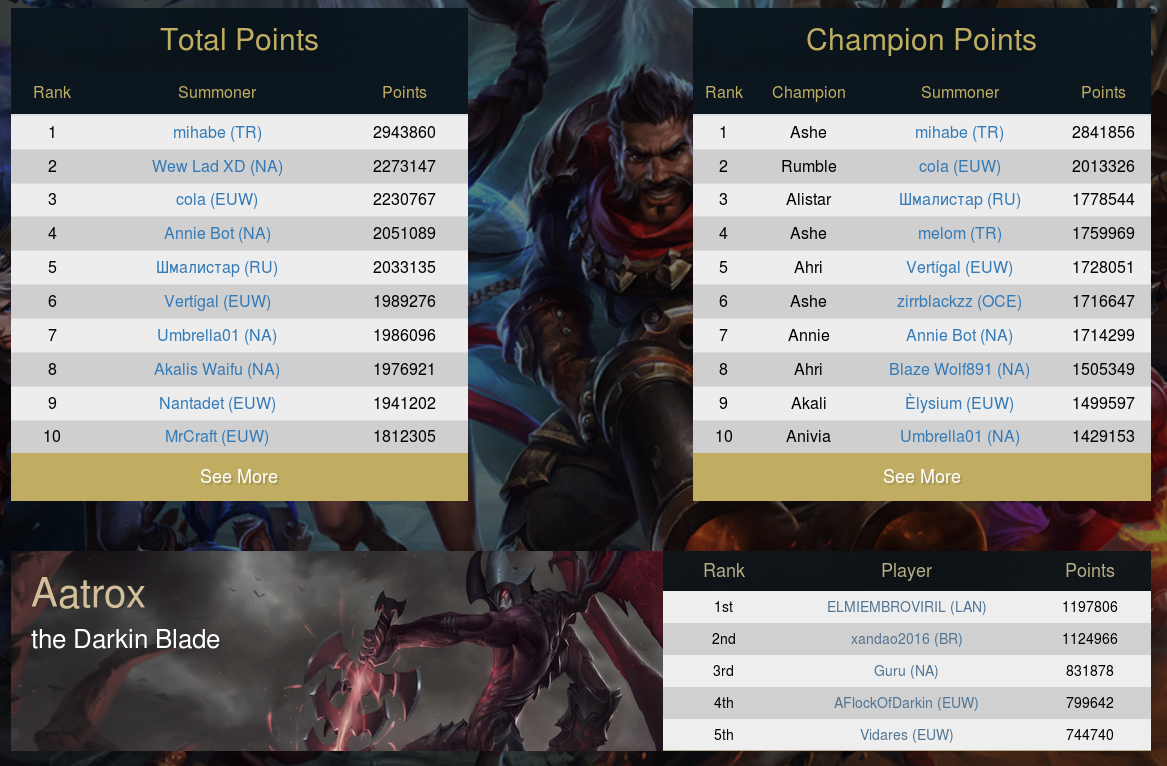 Total Points
Rank Summoner Points
1 mihabe (TR) 2943860
2 Wew Lad XD (NA) 2273147
3 cola (EUW) 2230767
4 Annie Bot (NA) 2051089
5 Шмалистар (RU) 2033135
6 Vertígal (EUW) 1989276
7 Umbrella01 (NA) 1986096
8 Akalis Waifu (NA) 1976921
9 Nantadet (EUW) 1941202
10 MrCraft (EUW) 1812305
See More
Champion Points
Rank Champion Summoner Points
1 Ashe mihabe (TR) 2841856
2 Rumble cola (EUW) 2013326
3 Alistar Шмалистар (RU) 1778544
4 Ashe melom (TR) 1759969
5 Ahri Vertígal (EUW) 1728051
6 Ashe zirrblackzz (OCE) 1716647
7 Annie Annie Bot (NA) 1714299
8 Ahri Blaze Wolf891 (NA) 1505349
9 Akali Èlysium (EUW) 1499597
10 Anivia Umbrella01 (NA) 1429153
See More
Aatrox
the Darkin Blade
Rank Player Points
1st ELMIEMBROVIRIL (LAN) 1197806
2nd xandao2016 (BR) 1124966
3rd Guru (NA) 831878
4th AFlockOfDarkin (EUW) 799642
5th Vidares (EUW) 744740